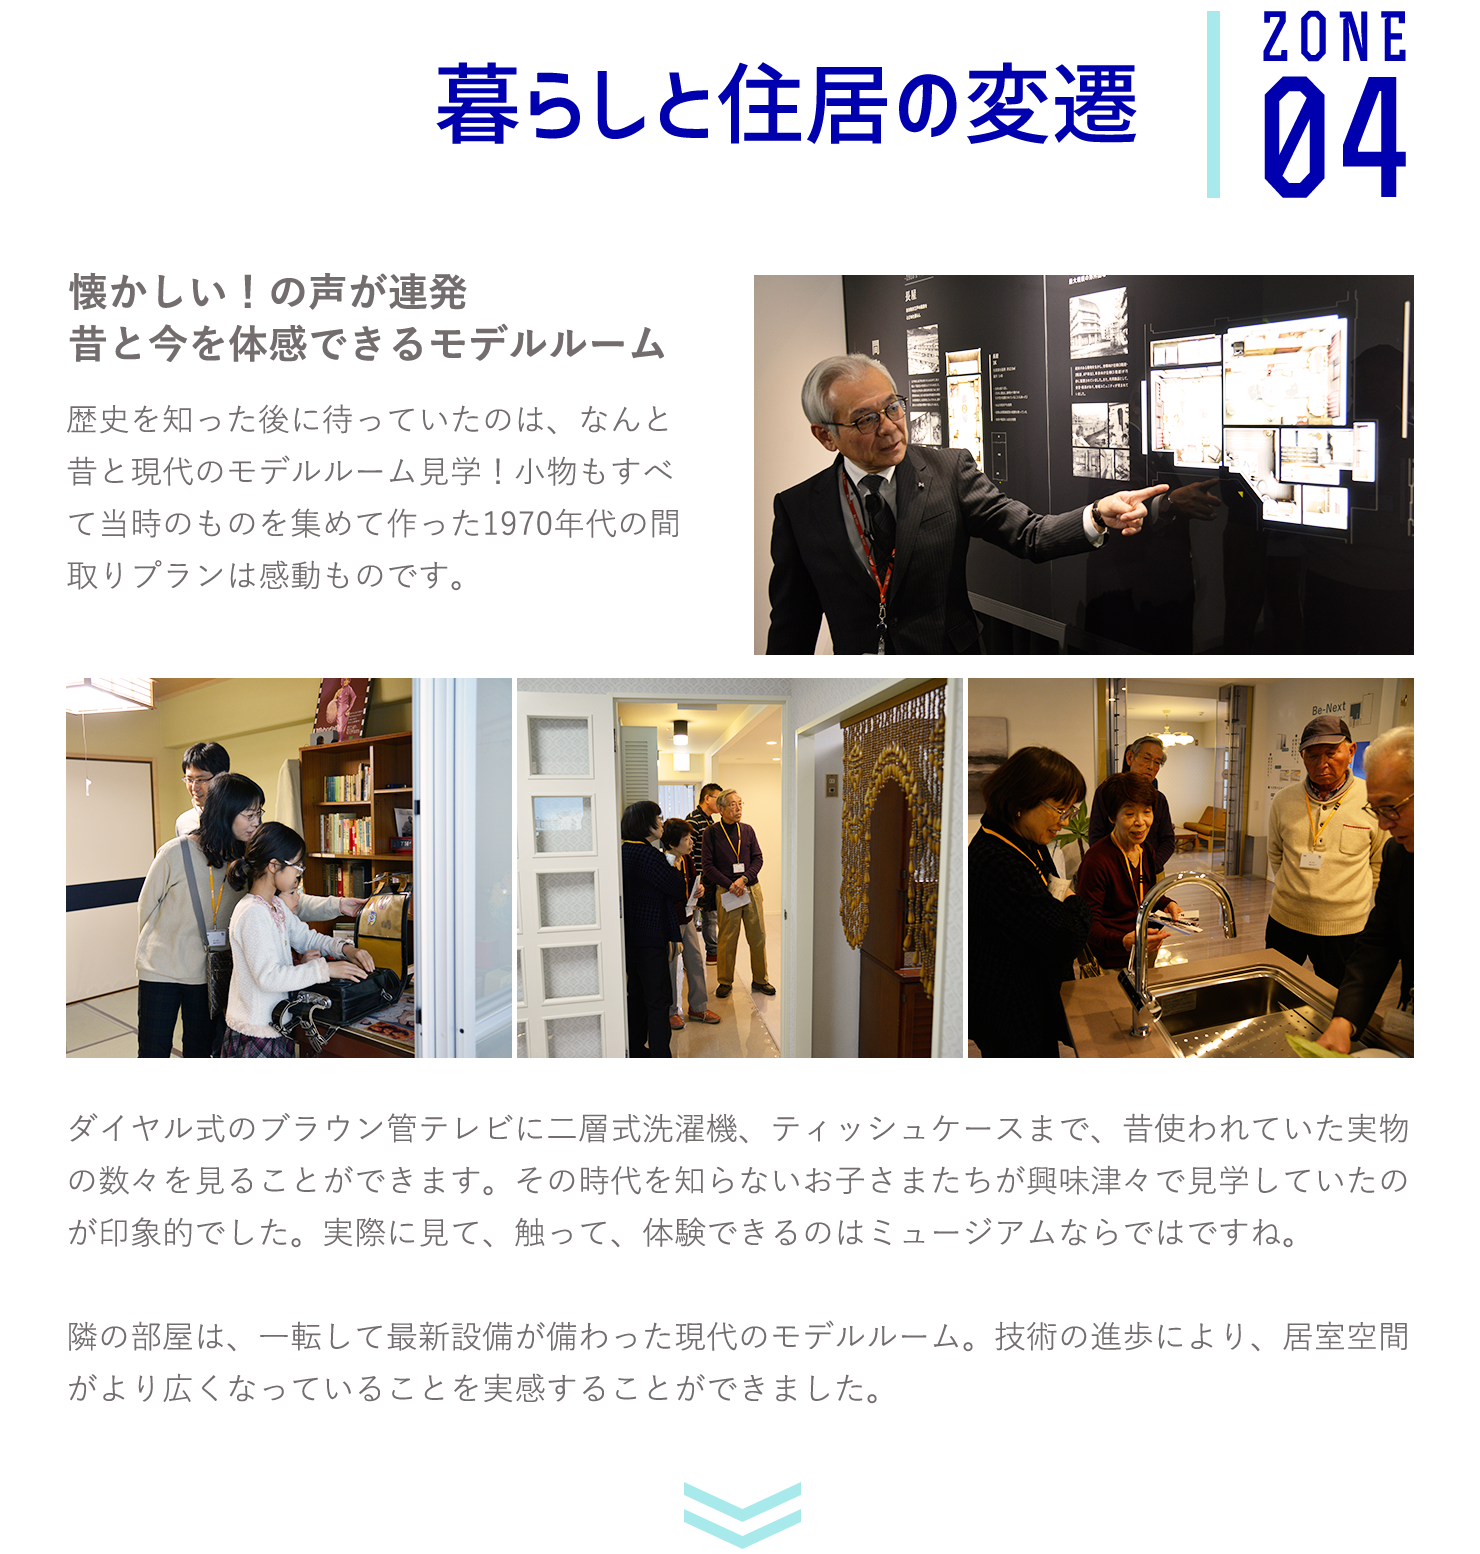 暮らしと住居の変遷
ZONE
04
懐かしい！の声が連発
昔と今を体感できるモデルルーム
歴史を知った後に待っていたのは、なんと
昔と現代のモデルルーム見学！小物もすべ
て当時のものを集めて作った1970年代の間
取りプランは感動ものです。
長屋
間
Be-Next
ダイヤル式のブラウン管テレビに二層式洗濯機、ティッシュケースまで、昔使われていた実物
の数々を見ることができます。その時代を知らないお子さまたちが興味津々で見学していたの
が印象的でした。実際に見て、触って、体験できるのはミュージアムならではですね。
隣の部屋は、一転して最新設備が備わった現代のモデルルーム。技術の進歩により、居室空間
がより広くなっていることを実感することができました。